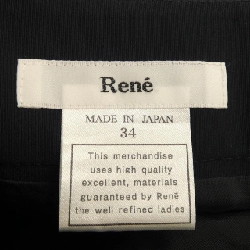 René
MADE IN JAPAN
34
This merchandise
uses high quality
excellent, materials
guaranteed by René
the well refined ladies